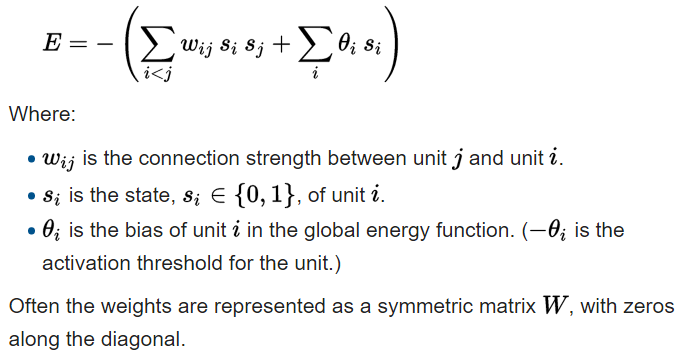 E = − (∑_{i<j} w_{ij} s_i s_j + ∑_i θ_i s_i)
Where:
• w_{ij} is the connection strength between unit j and unit i.
• s_i is the state, s_i ∈ {0, 1}, of unit i.
• θ_i is the bias of unit i in the global energy function. (−θ_i is the
activation threshold for the unit.)
Often the weights are represented as a symmetric matrix W, with zeros
along the diagonal.